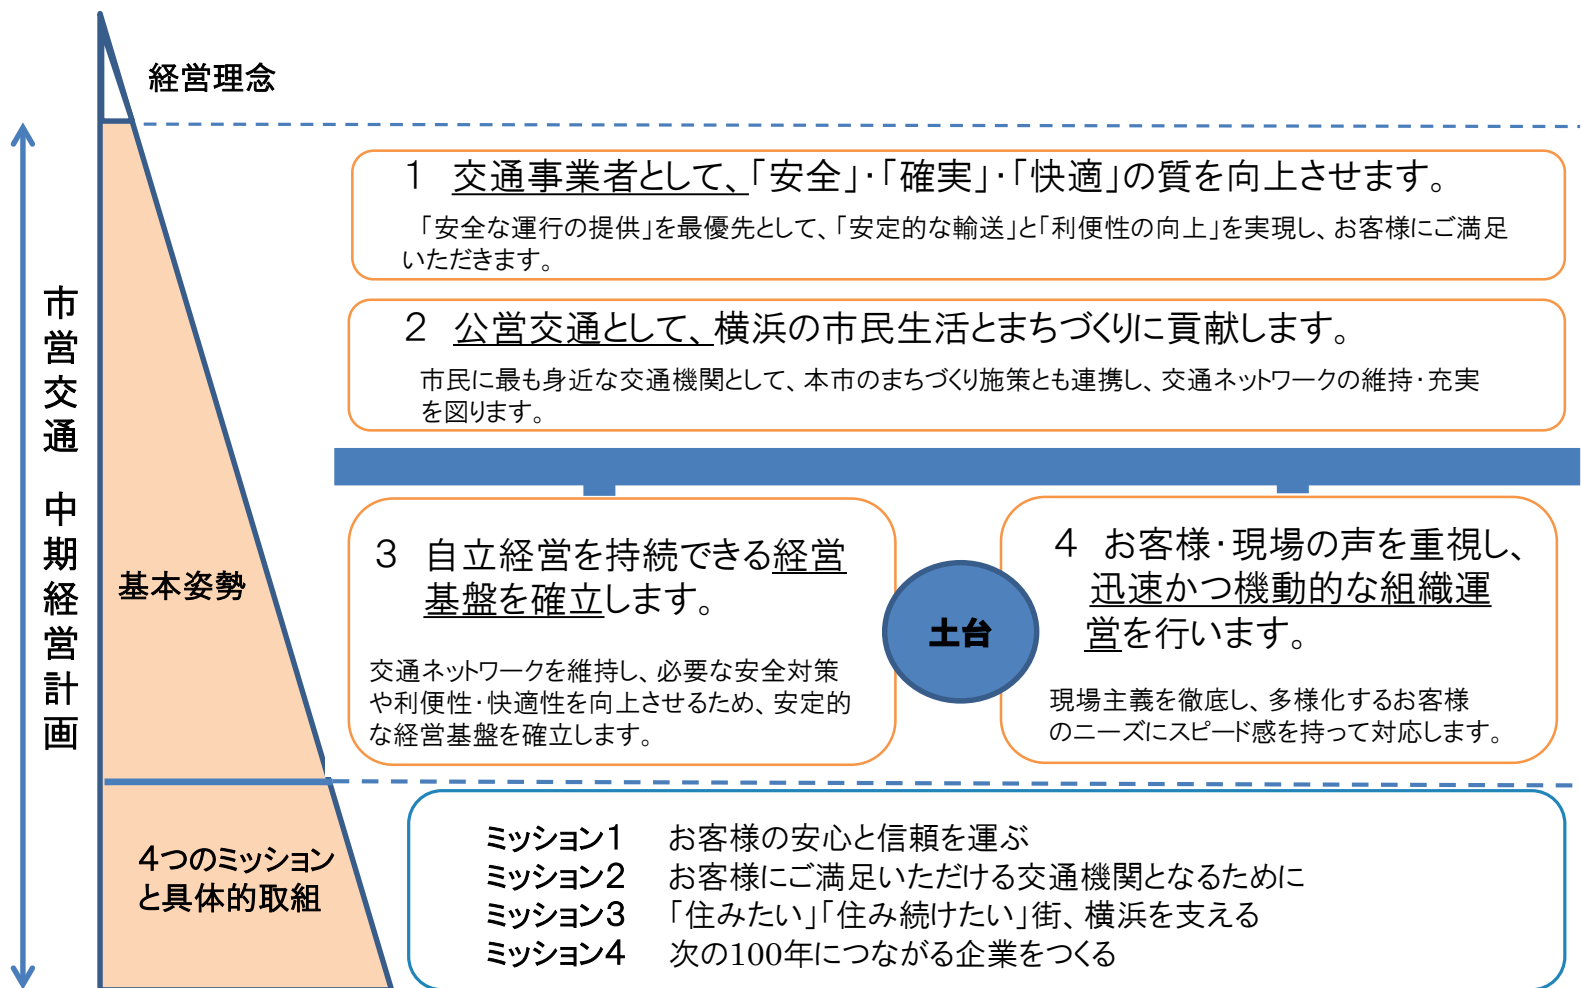 経営理念
市営交通 中期経営計画
1 交通事業者として、「安全」・「確実」・「快適」の質を向上させます。
「安全な運行の提供」を最優先として、「安定的な輸送」と「利便性の向上」を実現し、お客様にご満足
いただきます。
2 公営交通として、横浜の市民生活とまちづくりに貢献します。
市民に最も身近な交通機関として、本市のまちづくり施策とも連携し、交通ネットワークの維持・充実
を図ります。
基本姿勢
3 自立経営を持続できる経営
基盤を確立します。
交通ネットワークを維持し、必要な安全対策
や利便性・快適性を向上させるため、安定的
な経営基盤を確立します。
土台
4 お客様・現場の声を重視し、
迅速かつ機動的な組織運
営を行います。
現場主義を徹底し、多様化するお客様
のニーズにスピード感を持って対応します。
4つのミッション
と具体的取組
ミッション1 お客様の安心と信頼を運ぶ
ミッション2 お客様にご満足いただける交通機関となるために
ミッション3 「住みたい」「住み続けたい」街、横浜を支える
ミッション4 次の100年につながる企業をつくる